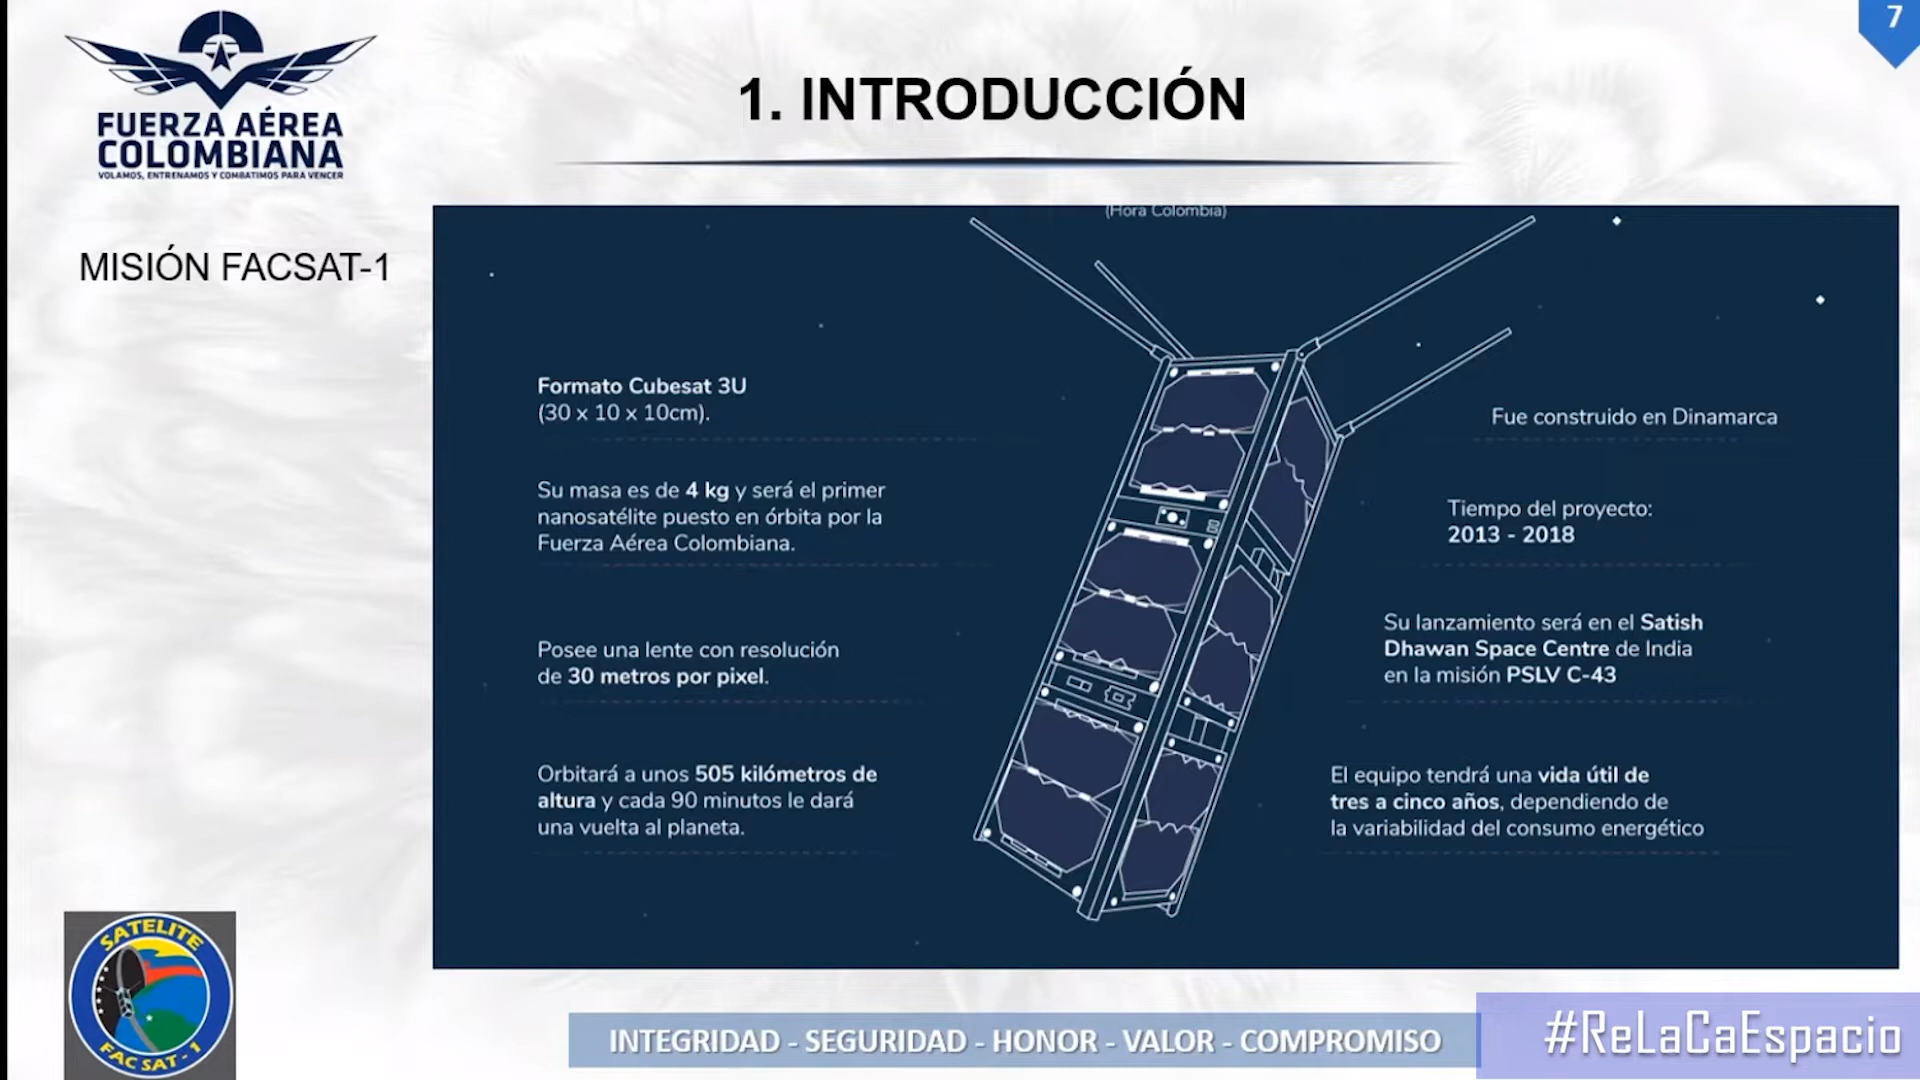 7
FUERZA AÉREA
COLOMBIANA
VOLAMOS, ENTRENAMOS Y COMBATIMOS PARA VENCER
1. INTRODUCCIÓN
MISIÓN FACSAT-1
(Hora Colombia)
Formato Cubesat 3U
(30 x 10 x 10cm).
Su masa es de 4 kg y será el primer
nanosatélite puesto en órbita por la
Fuerza Aérea Colombiana.
Posee una lente con resolución
de 30 metros por pixel.
Orbitará a unos 505 kilómetros de
altura y cada 90 minutos le dará
una vuelta al planeta.
Fue construido en Dinamarca
Tiempo del proyecto:
2013 - 2018
Su lanzamiento será en el Satish
Dhawan Space Centre de India
en la misión PSLV C-43
El equipo tendrá una vida útil de
tres a cinco años, dependiendo de
la variabilidad del consumo energético
SATELITE
FAC SAT-1
INTEGRIDAD - SEGURIDAD - HONOR - VALOR - COMPROMISO
#ReLaCaEspacio